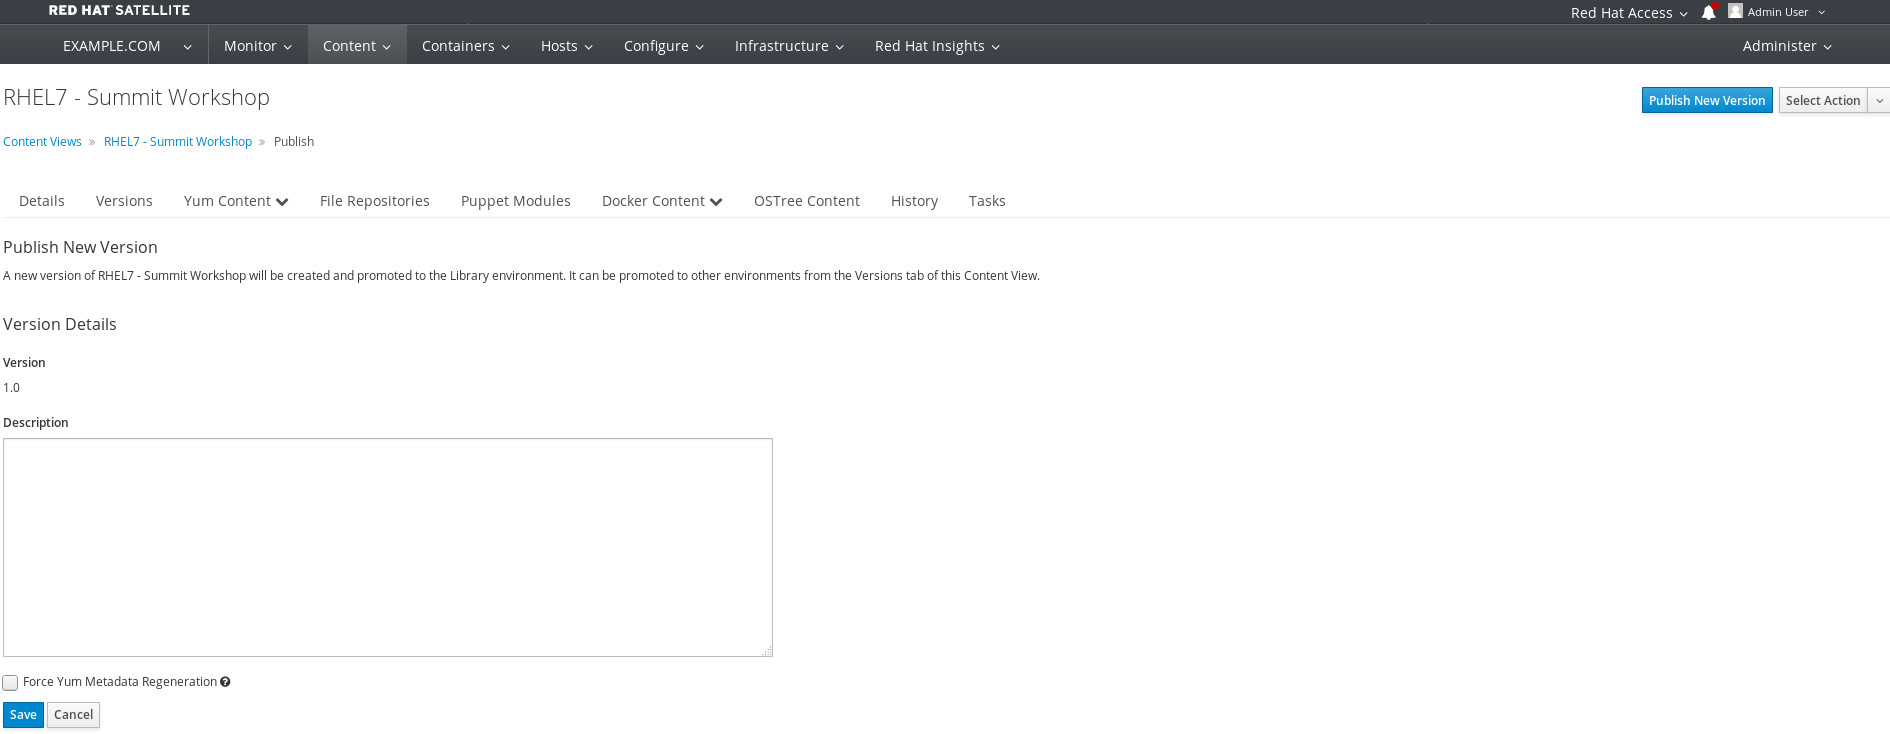 RED HAT SATELLITE
Red Hat Access
Admin User
EXAMPLE.COM Monitor Content Containers Hosts Configure Infrastructure Red Hat Insights Administer
RHEL7 - Summit Workshop
Publish New Version Select Action
Content Views » RHEL7 - Summit Workshop » Publish
Details Versions Yum Content File Repositories Puppet Modules Docker Content OSTree Content History Tasks
Publish New Version
A new version of RHEL7 - Summit Workshop will be created and promoted to the Library environment. It can be promoted to other environments from the Versions tab of this Content View.
Version Details
Version
1.0
Description
Force Yum Metadata Regeneration
Save Cancel